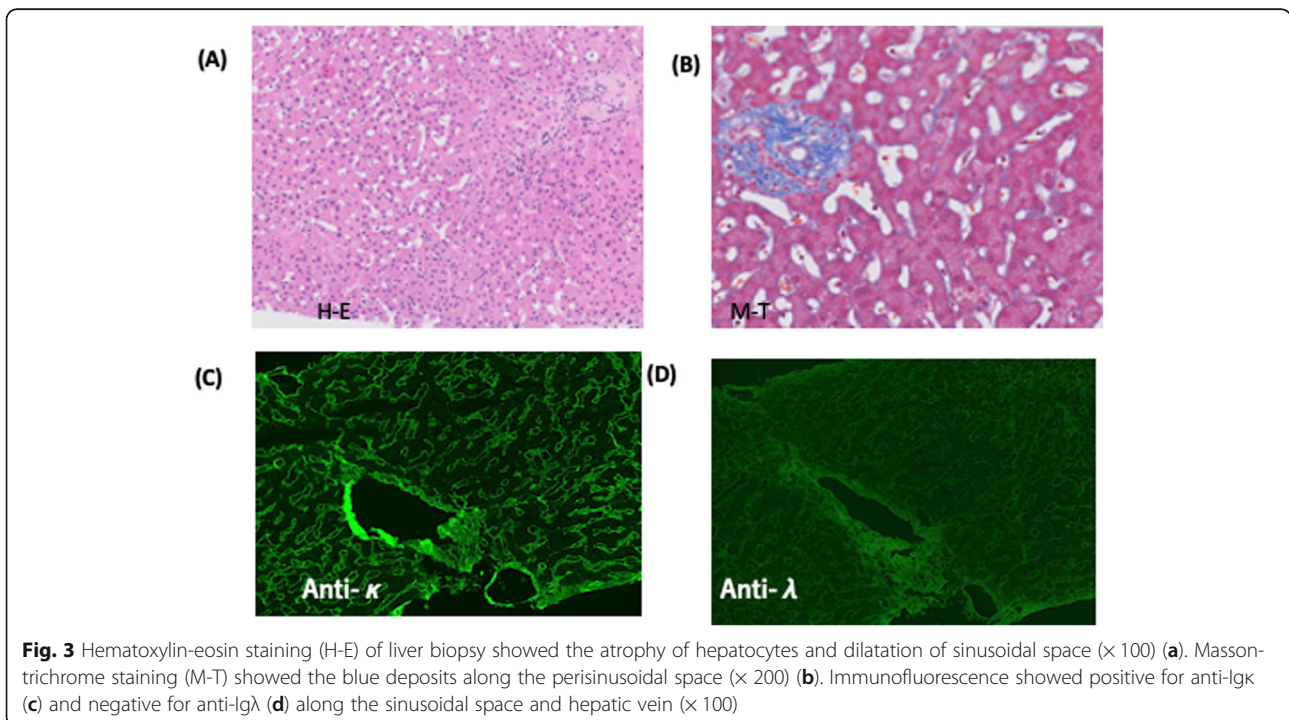 (A)
(B)
H-E
M-T
(C)
(D)
Anti- κ
Anti- λ
Fig. 3 Hematoxylin-eosin staining (H-E) of liver biopsy showed the atrophy of hepatocytes and dilatation of sinusoidal space (× 100) (a). Masson-
trichrome staining (M-T) showed the blue deposits along the perisinusoidal space (× 200) (b). Immunofluorescence showed positive for anti-Igκ
(c) and negative for anti-Igλ (d) along the sinusoidal space and hepatic vein (× 100)